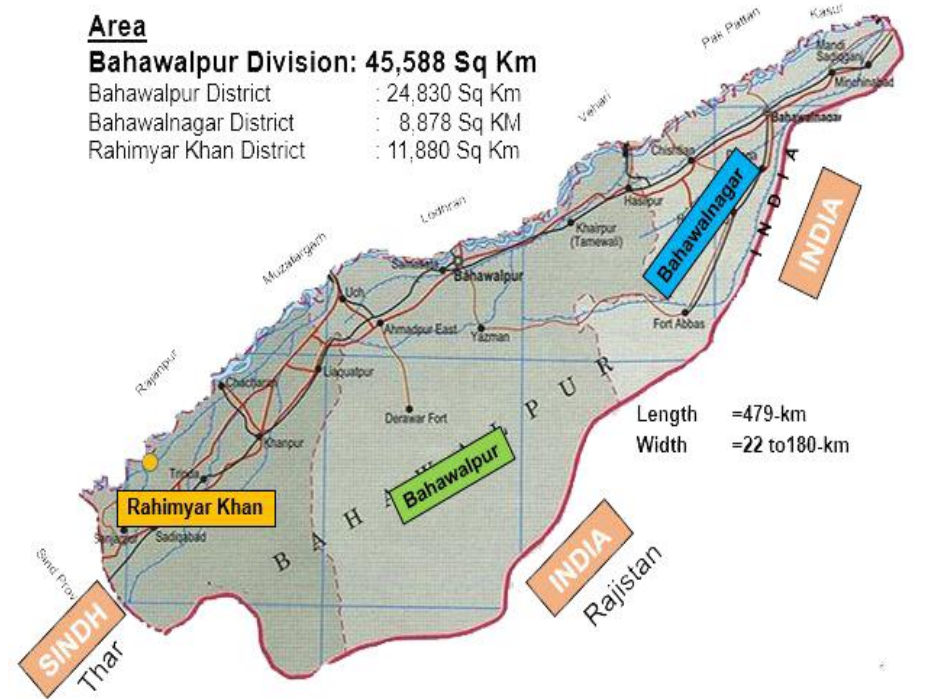 Area
Bahawalpur Division: 45,588 Sq Km
Bahawalpur District : 24,830 Sq Km
Bahawalnagar District : 8,878 Sq KM
Rahimyar Khan District : 11,880 Sq Km
Kasur
Pak Pattan
Mandi
Sadiqganj
Minchinabad
Vehari
Bahawalnagar
Chishtian
INDIA
Bahawalnagar
INDIA
Hasilpur
Lodhran
Khairpur
(Tamewali)
Muzafargarh
Bahawalpur
Uch
Fort Abbas
Ahmadpur East
Yazman
Rajanpur
Liaquatpur
Chacharan
BAHAWALPUR
Derawar Fort
Length =479-km
Width =22 to180-km
Khanpur
Bahawalpur
Trinda
Rahimyar Khan
Sadiqabad
INDIA
Rajistan
Sind
SINDH
Thar